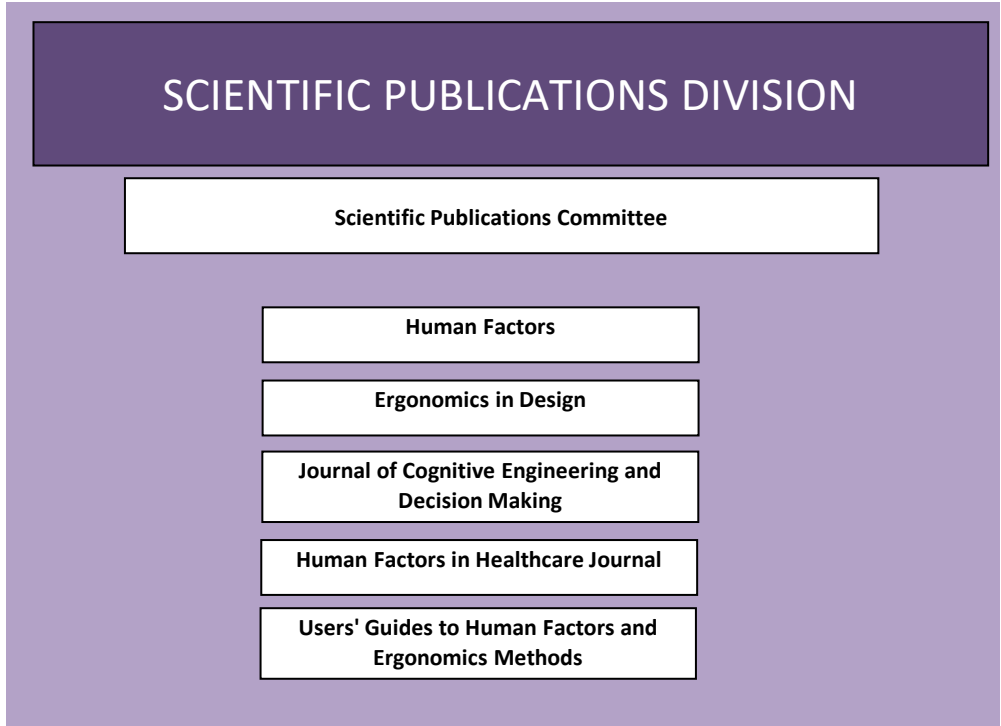 SCIENTIFIC PUBLICATIONS DIVISION
Scientific Publications Committee
Human Factors
Ergonomics in Design
Journal of Cognitive Engineering and
Decision Making
Human Factors in Healthcare Journal
Users' Guides to Human Factors and
Ergonomics Methods